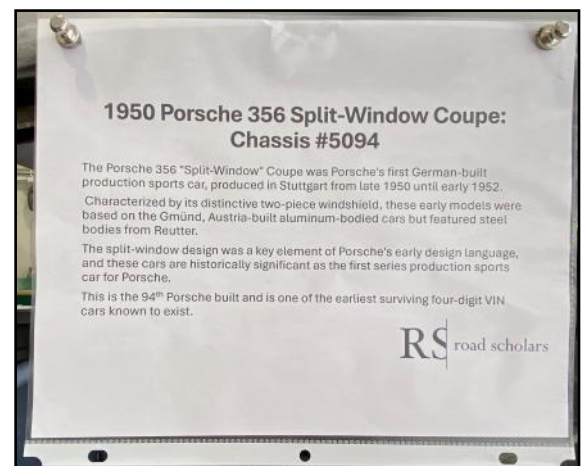 1950 Porsche 356 Split-Window Coupe:
Chassis #5094
The Porsche 356 "Split-Window" Coupe was Porsche's first German-built
production sports car, produced in Stuttgart from late 1950 until early 1952.
Characterized by its distinctive two-piece windshield, these early models were
based on the Gmünd, Austria-built aluminum-bodied cars but featured steel
bodies from Reutter.
The split-window design was a key element of Porsche's early design language,
and these cars are historically significant as the first series production sports
car for Porsche.
This is the 94th Porsche built and is one of the earliest surviving four-digit VIN
cars known to exist.
RS road scholars